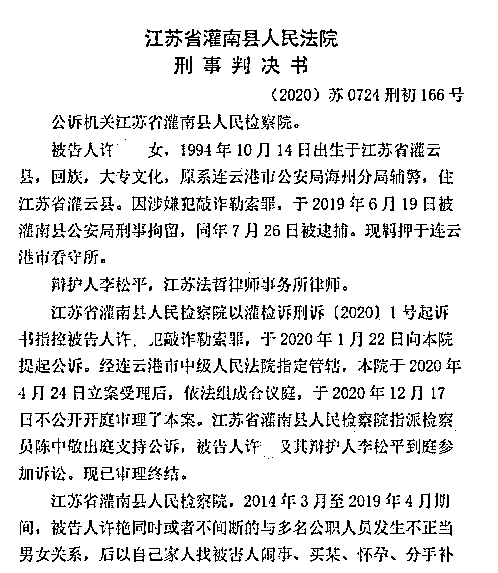 江苏省灌南县人民法院
刑事判决书
（2020）苏0724刑初166号
公诉机关江苏省灌南县人民检察院。
被告人许 女，1994年10月14日出生于江苏省灌云
县，回族，大专文化，原系连云港市公安局海州分局辅警，住
江苏省灌云县。因涉嫌犯敲诈勒索罪，于2019年6月19日被
灌南县公安局刑事拘留，同年7月26日被逮捕。现羁押于连云
港市看守所。
辩护人李松平，江苏法哲律师事务所律师。
江苏省灌南县人民检察院以灌检诉刑诉〔2020〕1号起诉
书指控被告人许 犯敲诈勒索罪，于2020年1月22日向本院
提起公诉。经连云港市中级人民法院指定管辖，本院于2020年
4月24日立案受理后，依法组成合议庭，于2020年12月17
日不公开开庭审理了本案。江苏省灌南县人民检察院指派检察
员陈中敬出庭支持公诉，被告人许 及其辩护人李松平到庭参
加诉讼。现已审理终结。
江苏省灌南县人民检察院，2014年3月至2019年4月期
间，被告人许艳同时或者不间断的与多名公职人员发生不正当
男女关系，后以自己家人找被害人闹事、买某、怀孕、分手补